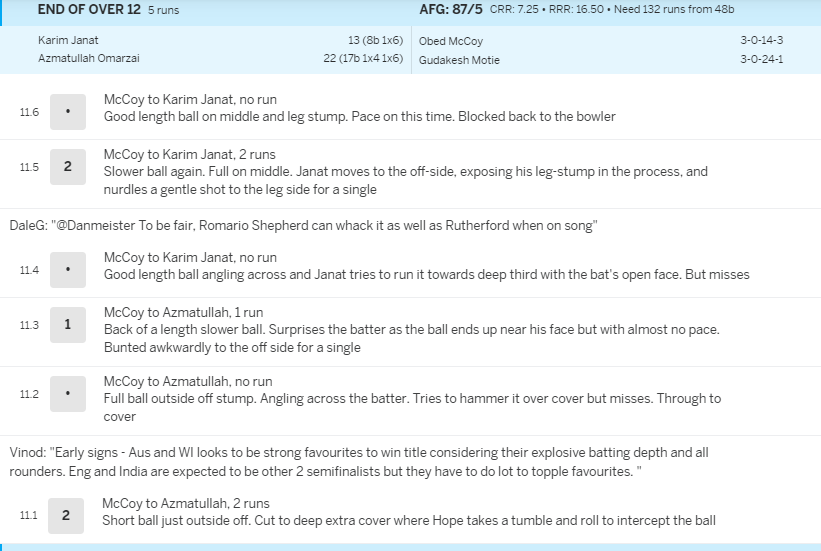 END OF OVER 12 5 runs AFG: 87/5 CRR: 7.25 • RRR: 16.50 • Need 132 runs from 48b
Karim Janat 13 (8b 1x6) Obed McCoy 3-0-14-3
Azmatullah Omarzai 22 (17b 1x4 1x6) Gudakesh Motie 3-0-24-1
McCoy to Karim Janat, no run
11.6 • Good length ball on middle and leg stump. Pace on this time. Blocked back to the bowler
McCoy to Karim Janat, 2 runs
11.5 2 Slower ball again. Full on middle. Janat moves to the off-side, exposing his leg-stump in the process, and
nurdles a gentle shot to the leg side for a single
DaleG: "@Danmeister To be fair, Romario Shepherd can whack it as well as Rutherford when on song"
McCoy to Karim Janat, no run
11.4 • Good length ball angling across and Janat tries to run it towards deep third with the bat's open face. But misses
McCoy to Azmatullah, 1 run
11.3 1 Back of a length slower ball. Surprises the batter as the ball ends up near his face but with almost no pace.
Bunted awkwardly to the off side for a single
McCoy to Azmatullah, no run
11.2 • Full ball outside off stump. Angling across the batter. Tries to hammer it over cover but misses. Through to
cover
Vinod: "Early signs - Aus and WI looks to be strong favourites to win title considering their explosive batting depth and all
rounders. Eng and India are expected to be other 2 semifinalists but they have to do lot to topple favourites. "
McCoy to Azmatullah, 2 runs
11.1 2 Short ball just outside off. Cut to deep extra cover where Hope takes a tumble and roll to intercept the ball